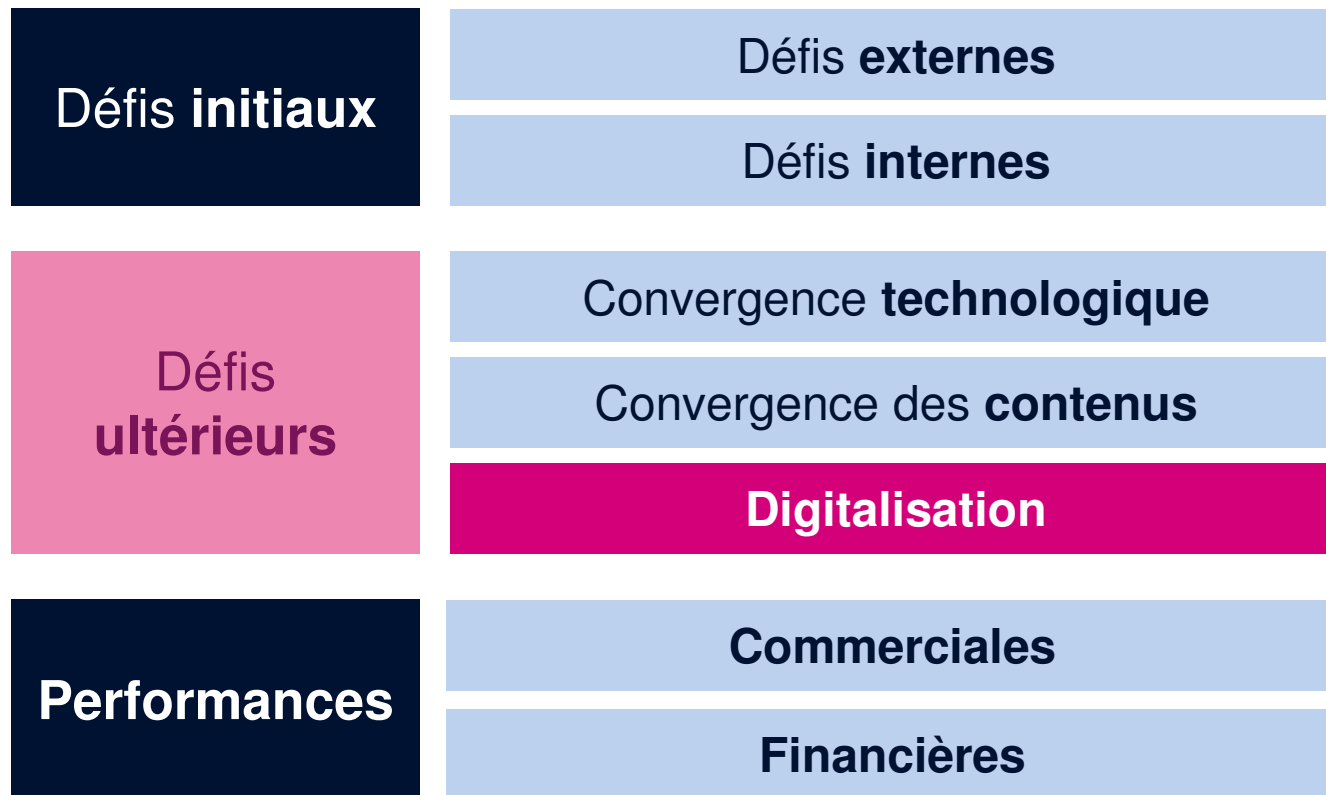 Défis initiaux
Défis externes
Défis internes
Défis
ultérieurs
Convergence technologique
Convergence des contenus
Digitalisation
Performances
Commerciales
Financières